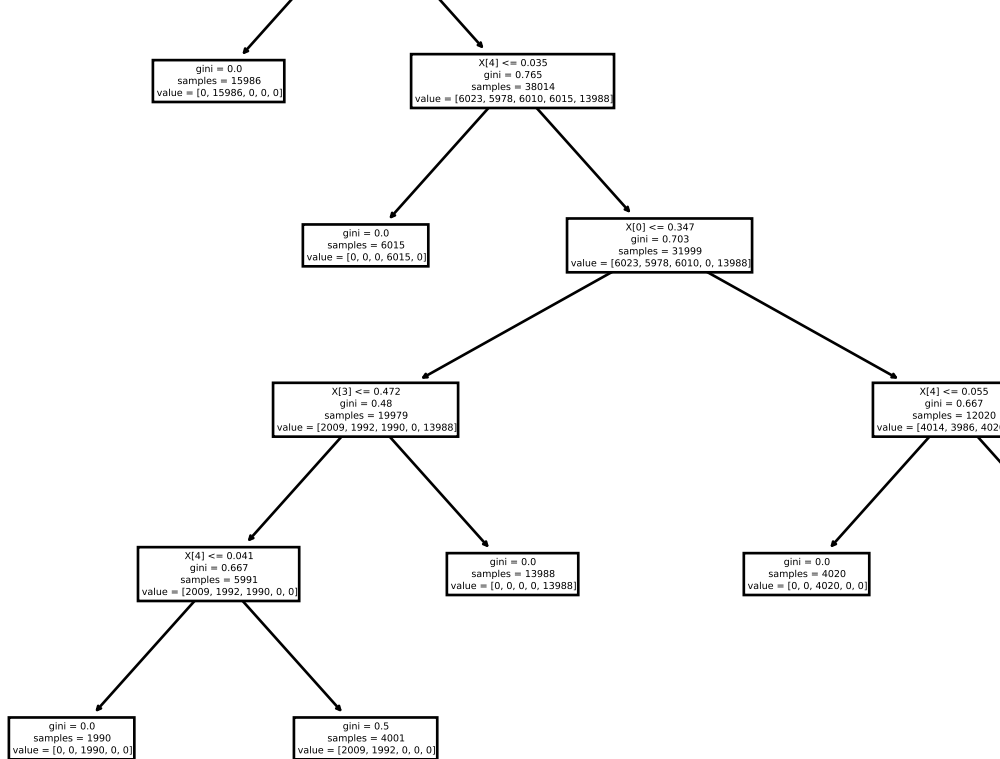 gini = 0.0
samples = 15986
value = [0, 15986, 0, 0, 0]
X[4] <= 0.035
gini = 0.765
samples = 38014
value = [6023, 5978, 6010, 6015, 13988]
gini = 0.0
samples = 6015
value = [0, 0, 0, 6015, 0]
X[0] <= 0.347
gini = 0.703
samples = 31999
value = [6023, 5978, 6010, 0, 13988]
X[3] <= 0.472
gini = 0.48
samples = 19979
value = [2009, 1992, 1990, 0, 13988]
X[4] <= 0.055
gini = 0.667
samples = 12020
value = [4014, 3986, 402
X[4] <= 0.041
gini = 0.667
samples = 5991
value = [2009, 1992, 1990, 0, 0]
gini = 0.0
samples = 13988
value = [0, 0, 0, 0, 13988]
gini = 0.0
samples = 4020
value = [0, 0, 4020, 0, 0]
gini = 0.0
samples = 1990
value = [0, 0, 1990, 0, 0]
gini = 0.5
samples = 4001
value = [2009, 1992, 0, 0, 0]